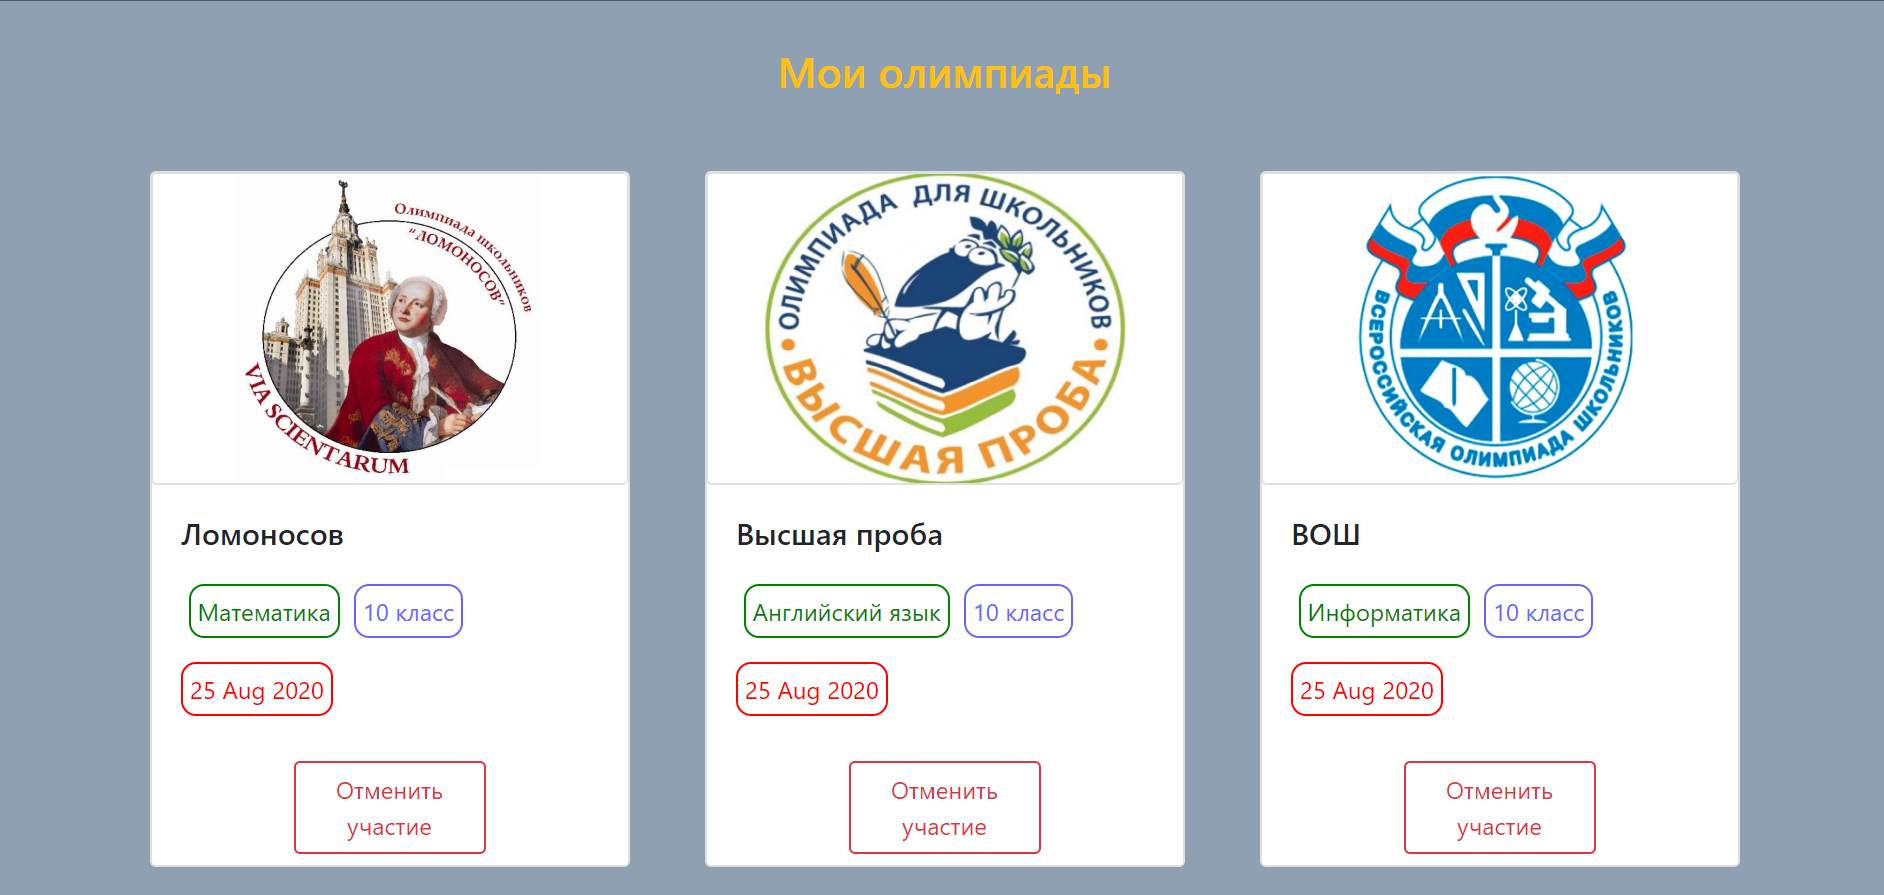 Мои олимпиады
Олимпиада школьников
"ЛОМОНОСОВ"
VIA SCIENTARUM
ОЛИМПИАДА ДЛЯ ШКОЛЬНИКОВ
ВЫСШАЯ ПРОБА
ВСЕРОССИЙСКАЯ ОЛИМПИАДА ШКОЛЬНИКОВ
Ломоносов
Математика 10 класс
25 Aug 2020
Отменить
участие
Высшая проба
Английский язык 10 класс
25 Aug 2020
Отменить
участие
ВОШ
Информатика 10 класс
25 Aug 2020
Отменить
участие